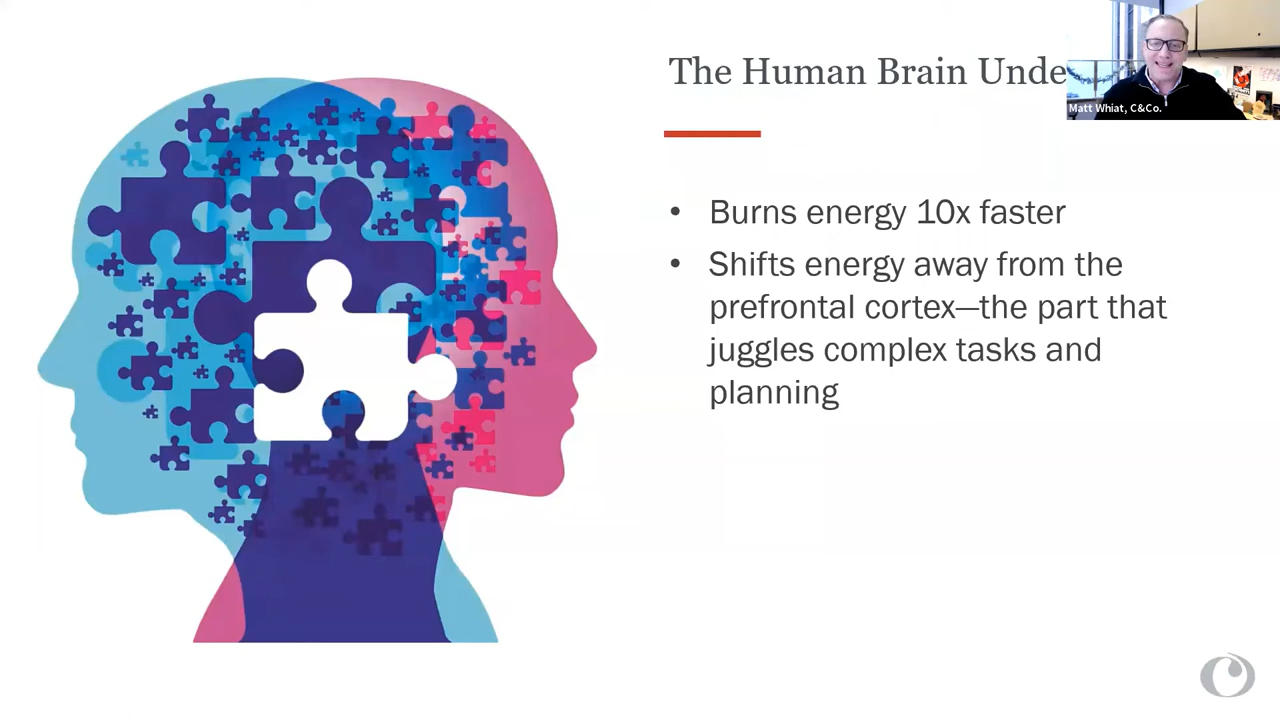 The Human Brain Unde
Matt Whiat, C&Co.
• Burns energy 10x faster
• Shifts energy away from the
prefrontal cortex—the part that
juggles complex tasks and
planning